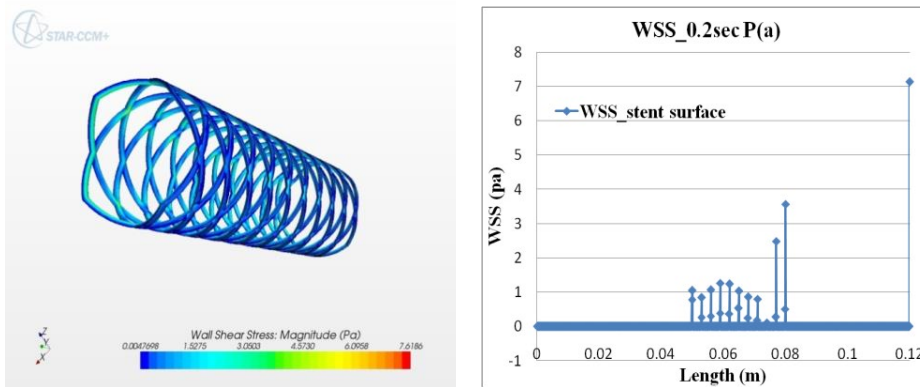 STAR-CCM+
Z
Y
X
Wall Shear Stress: Magnitude (Pa)
0.0047698 1.5275 3.0503 4.5730 6.0958 7.6186
WSS_0.2sec P(a)
8
7
6
5
4
3
2
1
0
-1
WSS (pa)
WSS_stent surface
0 0.02 0.04 0.06 0.08 0.1 0.12
Length (m)